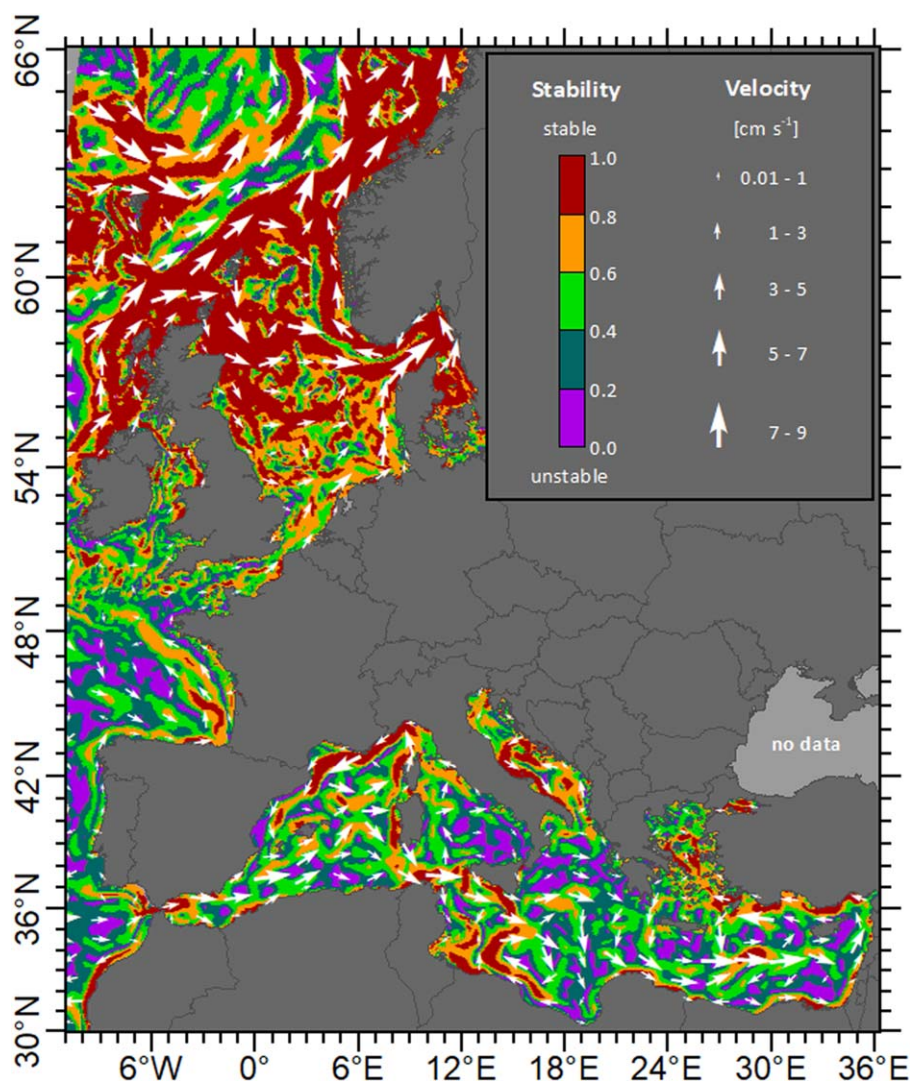 66°N
60°N
54°N
48°N
42°N
36°N
30°N
6°W 0° 6°E 12°E 18°E 24°E 30°E 36°E
Stability
stable
1.0
0.8
0.6
0.4
0.2
0.0
unstable
Velocity
[cm s⁻¹]
0.01 - 1
1 - 3
3 - 5
5 - 7
7 - 9
no data